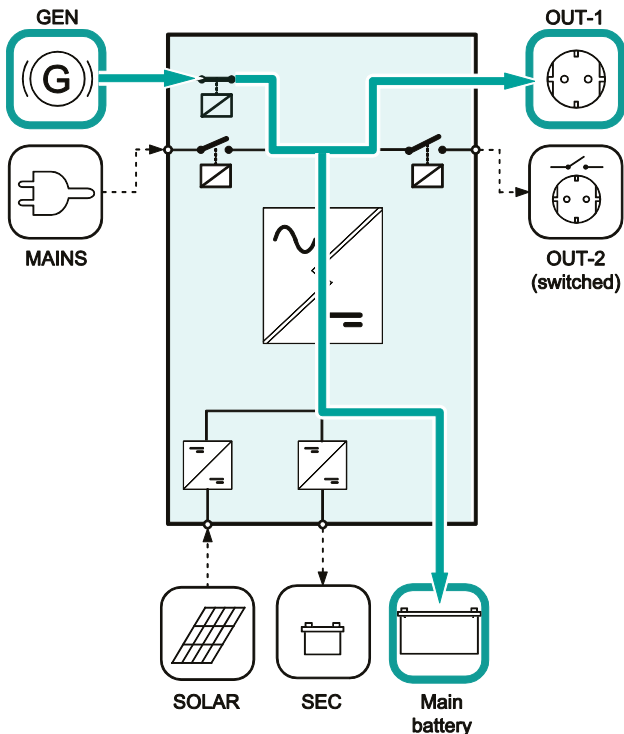 GEN
OUT-1
G
MAINS
OUT-2
(switched)
SOLAR
SEC
Main
battery